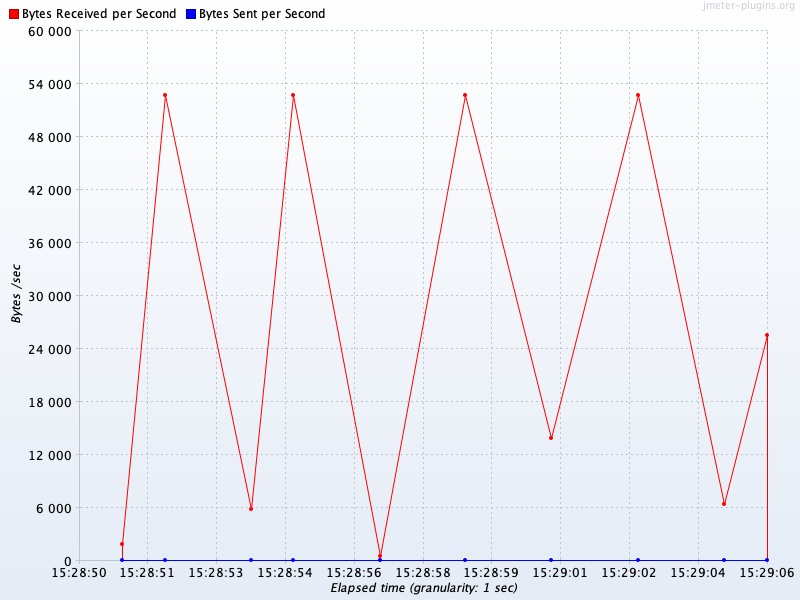 jmeter-plugins.org
Bytes Received per Second Bytes Sent per Second
60 000
54 000
48 000
42 000
36 000
30 000
24 000
18 000
12 000
6 000
0
Bytes /sec
15:28:50 15:28:51 15:28:53 15:28:54 15:28:56 15:28:58 15:28:59 15:29:01 15:29:02 15:29:04 15:29:06
Elapsed time (granularity: 1 sec)